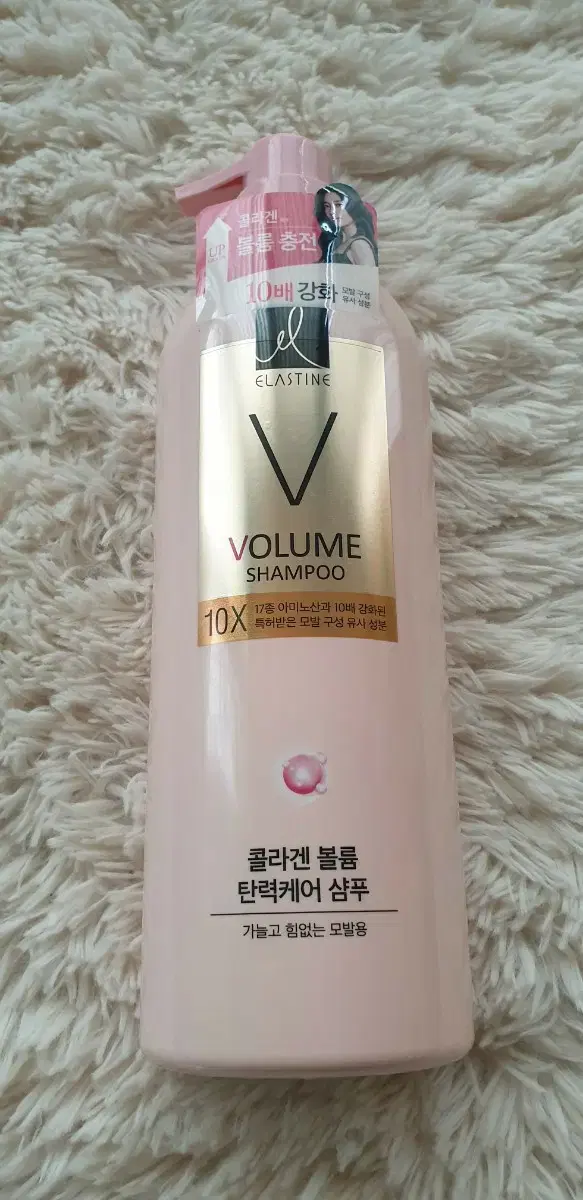 UP
콜라겐
볼륨 충전
10배 강화
모발 구성
유사 성분
el
ELASTINE
V
VOLUME
SHAMPOO
10X
17종 아미노산과 10배 강화된
특허받은 모발 구성 유사 성분
콜라겐 볼륨
탄력케어 샴푸
가늘고 힘없는 모발용